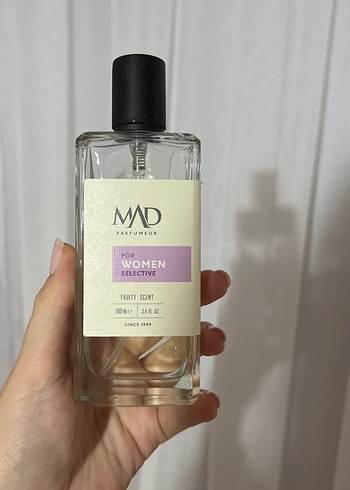 MAD
PARFUMEUR
FOR
WOMEN
SELECTIVE
FRUITY SCENT
100 mL e 3.4 FL. OZ.
SINCE 1999